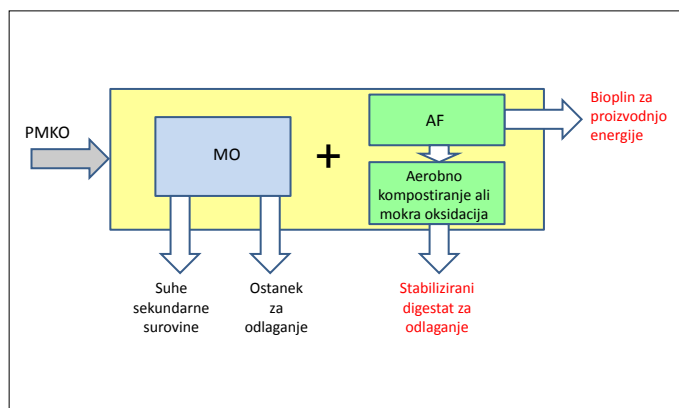 PMKO
MO
+
AF
Aerobno
kompostiranje ali
mokra oksidacija
Bioplin za
proizvodnjo
energije
Suhe
sekundarne
surovine
Ostanek
za
odlaganje
Stabilizirani
digestat za
odlaganje